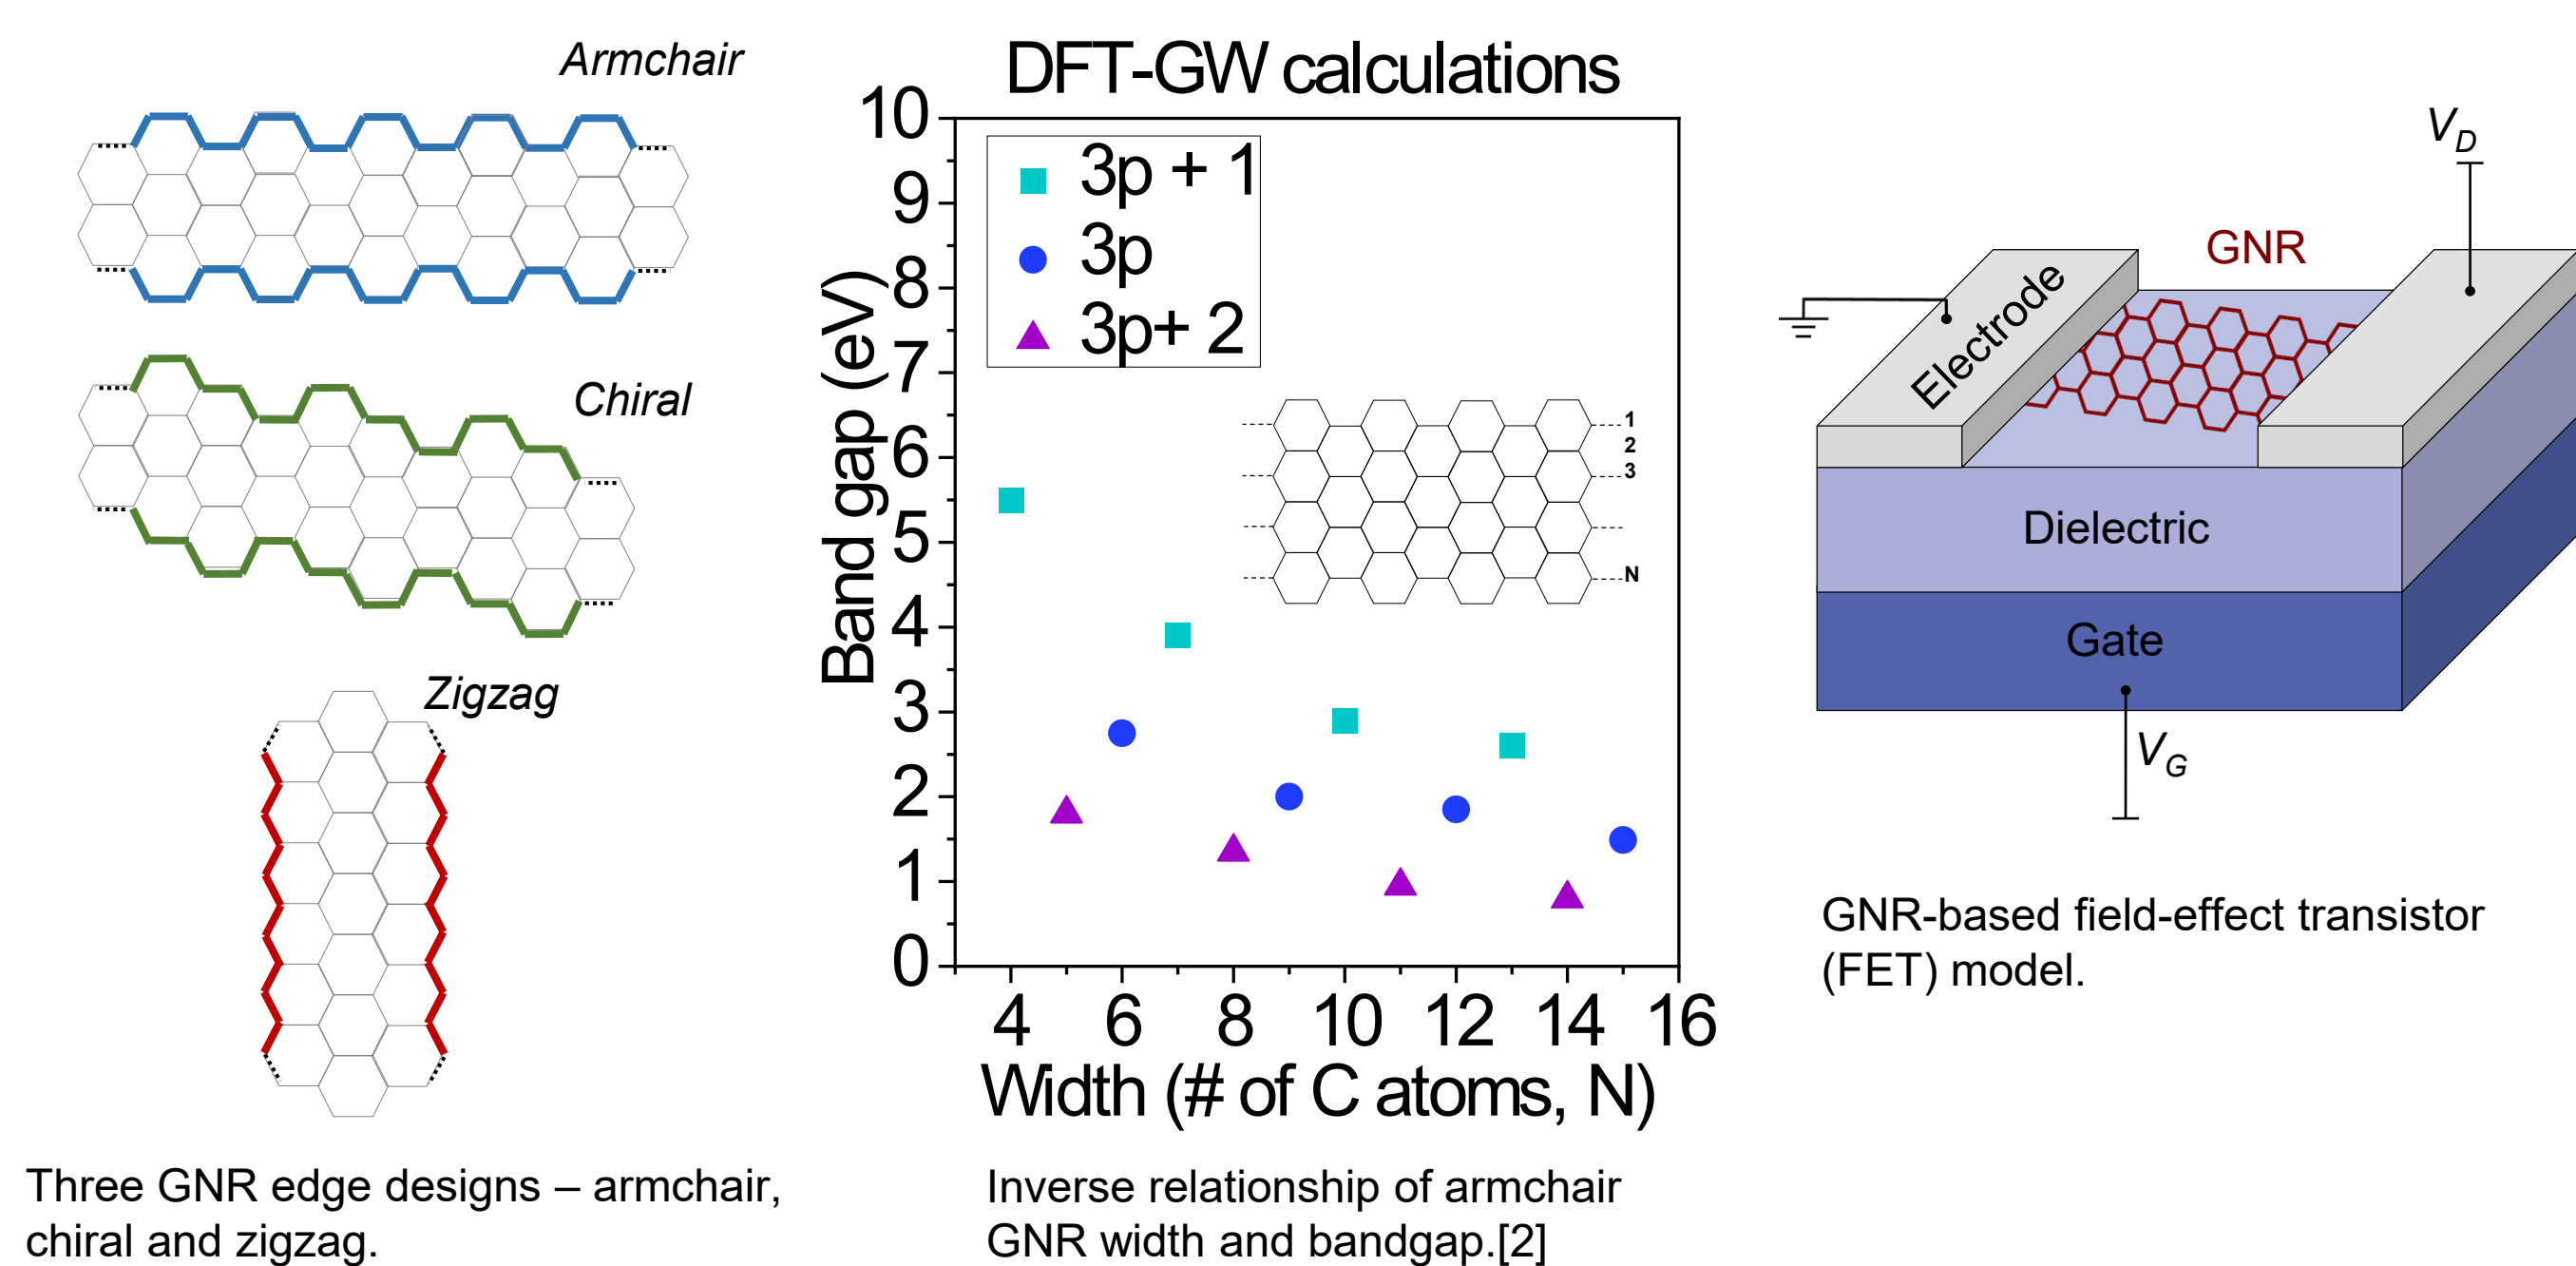 Armchair
Chiral
Zigzag
Three GNR edge designs – armchair,
chiral and zigzag.
DFT-GW calculations
10
9
8
7
6
5
4
3
2
1
0
Band gap (eV)
3p + 1
3p
3p+ 2
1
2
3
N
4 6 8 10 12 14 16
Width (# of C atoms, N)
Inverse relationship of armchair
GNR width and bandgap.[2]
VD
GNR
Electrode
Dielectric
Gate
VG
GNR-based field-effect transistor
(FET) model.